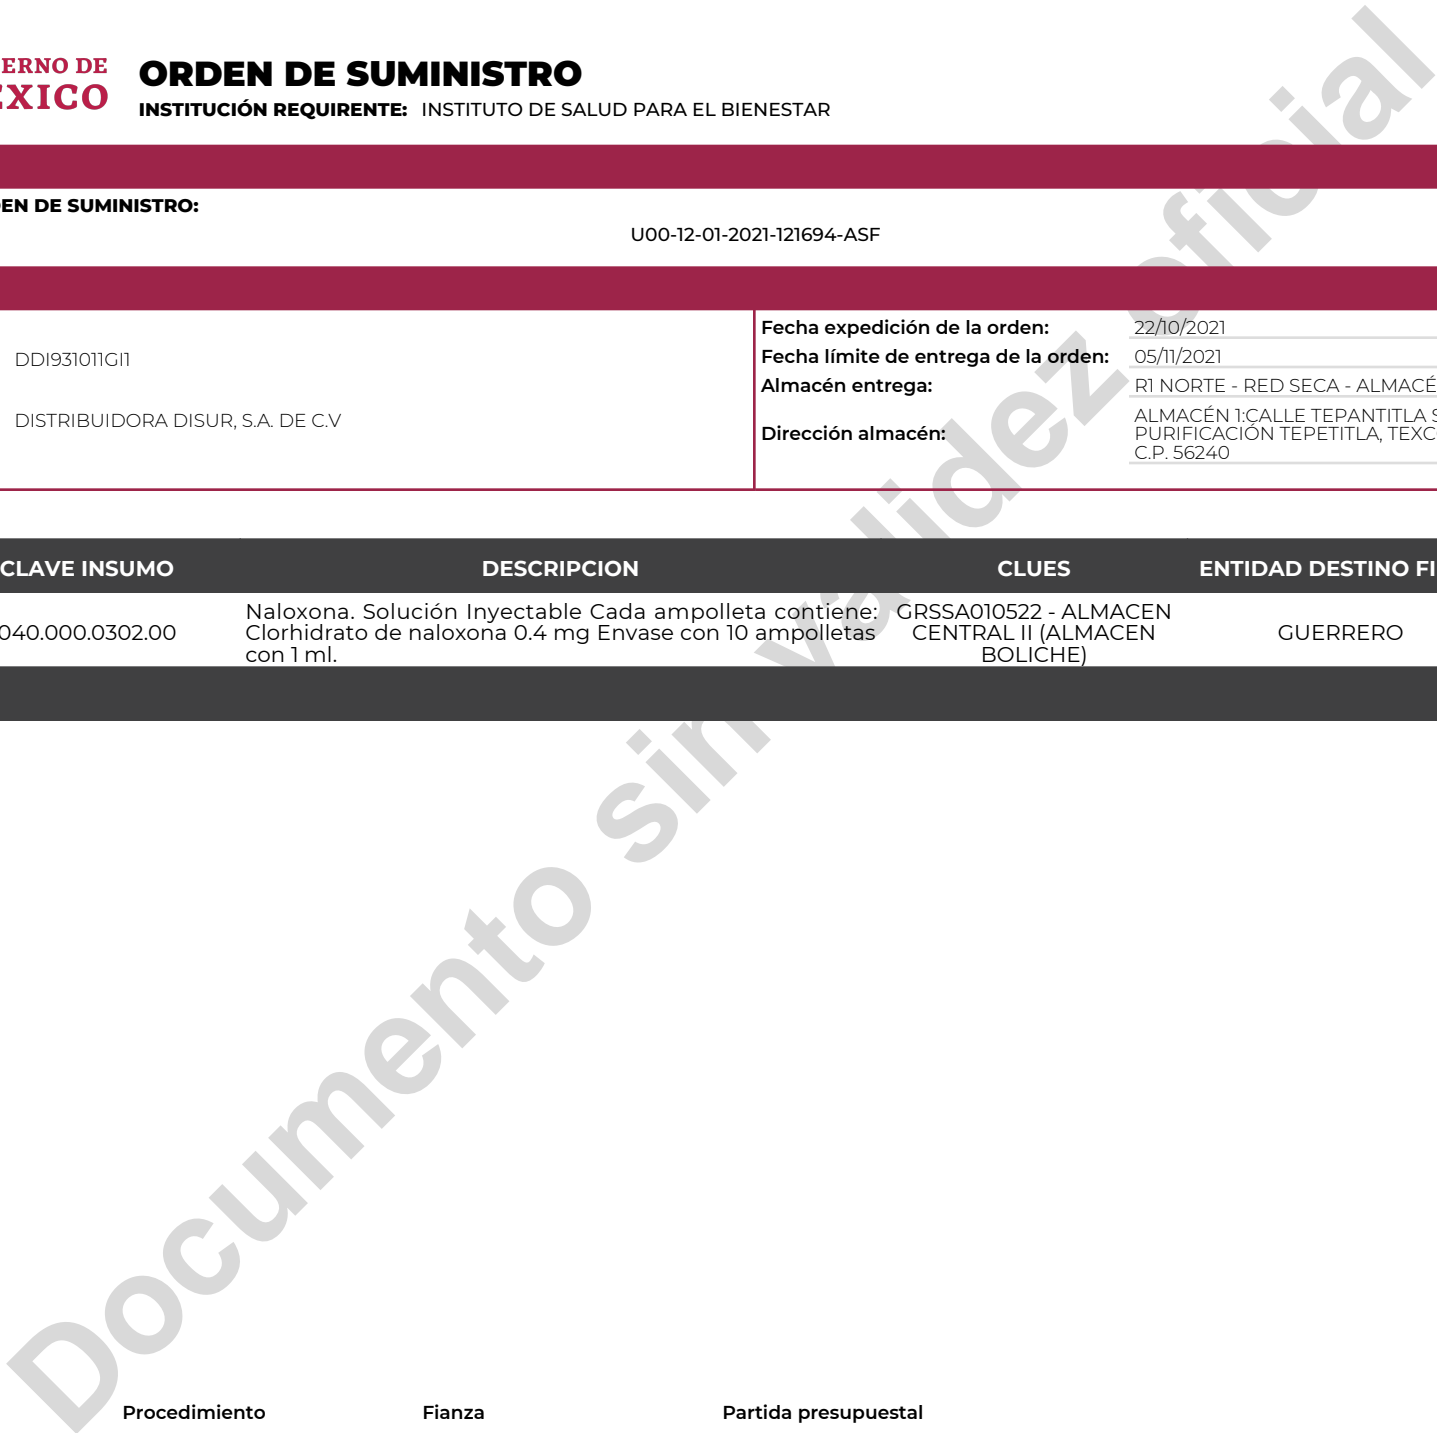 ERNO DE
ÉXICO
ORDEN DE SUMINISTRO
INSTITUCIÓN REQUIRENTE: INSTITUTO DE SALUD PARA EL BIENESTAR
EN DE SUMINISTRO:
U00-12-01-2021-121694-ASF
DDI931011GI1
DISTRIBUIDORA DISUR, S.A. DE C.V
Fecha expedición de la orden: 22/10/2021
Fecha límite de entrega de la orden: 05/11/2021
Almacén entrega: R1 NORTE - RED SECA - ALMACÉ
Dirección almacén:
ALMACÉN 1:CALLE TEPANTITLA S
PURIFICACIÓN TEPETITLA, TEXC
C.P. 56240
CLAVE INSUMO DESCRIPCION CLUES ENTIDAD DESTINO FI
040.000.0302.00
Naloxona. Solución Inyectable Cada ampolleta contiene:
Clorhidrato de naloxona 0.4 mg Envase con 10 ampolletas
con 1 ml.
GRSSA010522 - ALMACEN
CENTRAL II (ALMACEN
BOLICHE)
GUERRERO
Documento sin validez oficial
Procedimiento Fianza Partida presupuestal